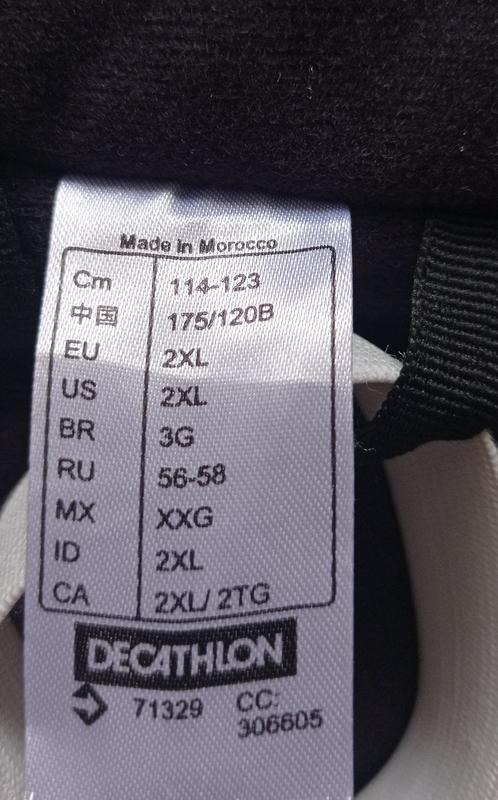 Made in Morocco
Cm 114-123
中国 175/120B
EU 2XL
US 2XL
BR 3G
RU 56-58
MX XXG
ID 2XL
CA 2XL/ 2TG
DECATHLON
71329 CC:
306605